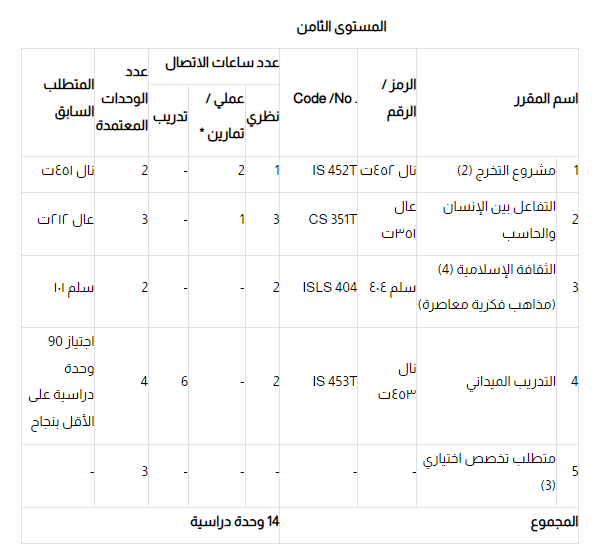 المستوى الثامن
اسم المقرر
الرمز /
الرقم
Code /No .
عدد ساعات الاتصال
نظري
عملي /
تمارين *
تدريب
عدد
الوحدات
المعتمدة
المتطلب
السابق
1 مشروع التخرج (2) نال ٤٥٢ت IS 452T 1 2 - 2 نال ٤٥١ت
2 التفاعل بين الإنسان
والحاسب
عال
٣٥١ت
CS 351T 3 1 - 3 عال ٢١٢ت
3 الثقافة الإسلامية (4)
(مذاهب فكرية معاصرة)
سلم ٤٠٤ ISLS 404 2 - - 2 سلم ١٠١
4 التدريب الميداني
نال
٤٥٣ت
IS 453T 2 - 6 4
اجتياز 90
وحدة
دراسية على
الأقل بنجاح
5 متطلب تخصص اختياري
(3)
- - - - - 3 -
المجموع 14 وحدة دراسية